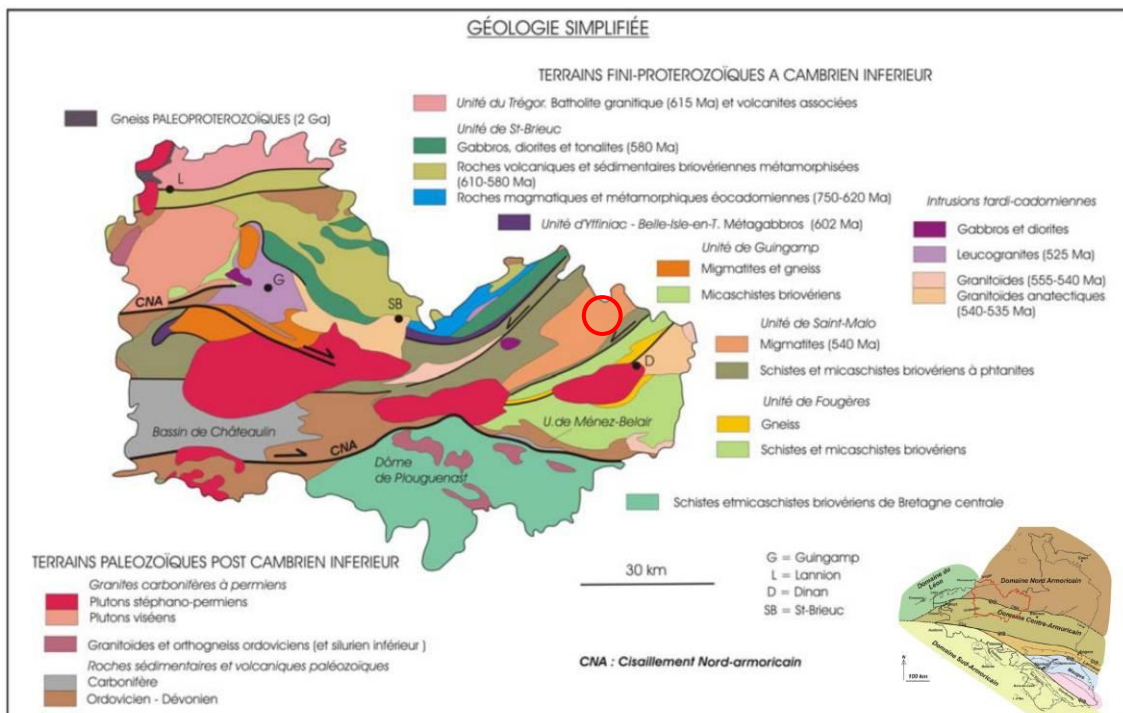 GÉOLOGIE SIMPLIFIÉE
TERRAINS FINI-PROTEROZOÏQUES A CAMBRIEN INFERIEUR
Gneiss PALEOPROTEROZOÏQUES (2 Ga)
Unité du Trégor. Batholite granitique (615 Ma) et volcanites associées
Unité de St-Brieuc
Gabbros, diorites et tonalites (580 Ma)
Roches volcaniques et sédimentaires briovériennes métamorphisées
(610-580 Ma)
Roches magmatiques et métamorphiques éocadomiennes (750-620 Ma)
Unité d'Yffiniac - Belle-Isle-en-T. Métagabbros (602 Ma)
Unité de Guingamp
Migmatites et gneiss
Micaschistes briovériens
Unité de Saint-Malo
Migmatites (540 Ma)
Schistes et micaschistes briovériens à phtanites
Unité de Fougères
Gneiss
Schistes et micaschistes briovériens
Schistes etmicaschistes briovériens de Bretagne centrale
Intrusions tardi-cadomiennes
Gabbros et diorites
Leucogranites (525 Ma)
Granitoïdes (555-540 Ma)
Granitoïdes anatectiques
(540-535 Ma)
L
G
SB
D
CNA
Bassin de Châteaulin
CNA
U. de Ménez-Belair
Dôme
de Plouguenast
TERRAINS PALEOZOÏQUES POST CAMBRIEN INFERIEUR
Granites carbonifères à permiens
Plutons stéphano-permiens
Plutons viséens
Granitoïdes et orthogneiss ordoviciens (et silurien inférieur )
Roches sédimentaires et volcaniques paléozoïques
Carbonifère
Ordovicien - Dévonien
30 km
G = Guingamp
L = Lannion
D = Dinan
SB = St-Brieuc
CNA : Cisaillement Nord-armoricain
Domaine du
Léon
Domaine Nord Armoricain
Domaine Centre-Armoricain
Domaine Sud-Armoricain
N
100 km